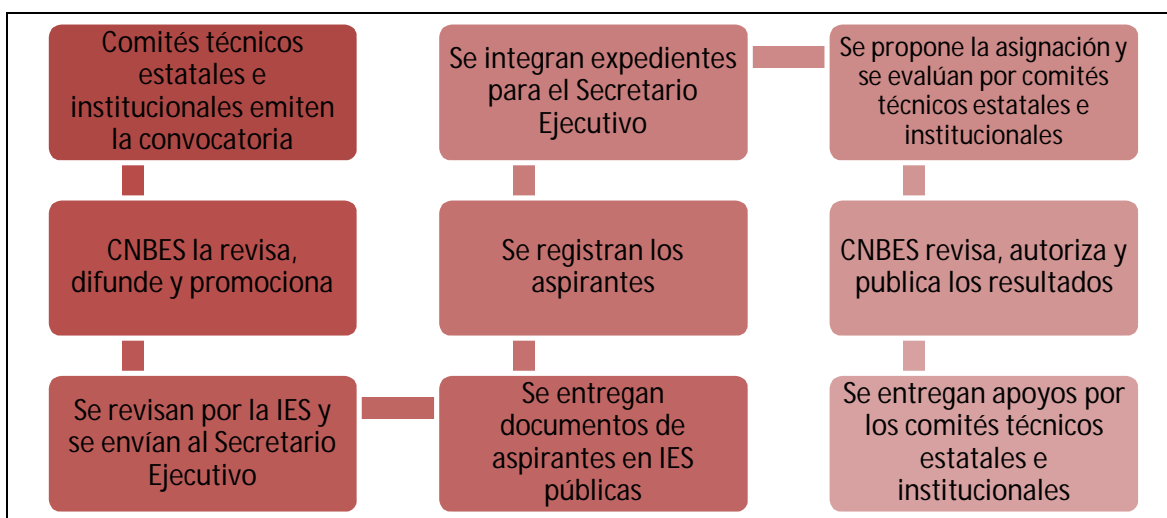 Comités técnicos
estatales e
institucionales emiten
la convocatoria
CNBES la revisa,
difunde y promociona
Se revisan por la IES y
se envían al Secretario
Ejecutivo
Se entregan
documentos de
aspirantes en IES
públicas
Se registran los
aspirantes
Se integran expedientes
para el Secretario
Ejecutivo
Se propone la asignación y
se evalúan por comités
técnicos estatales e
institucionales
CNBES revisa, autoriza y
publica los resultados
Se entregan apoyos por
los comités técnicos
estatales e
institucionales